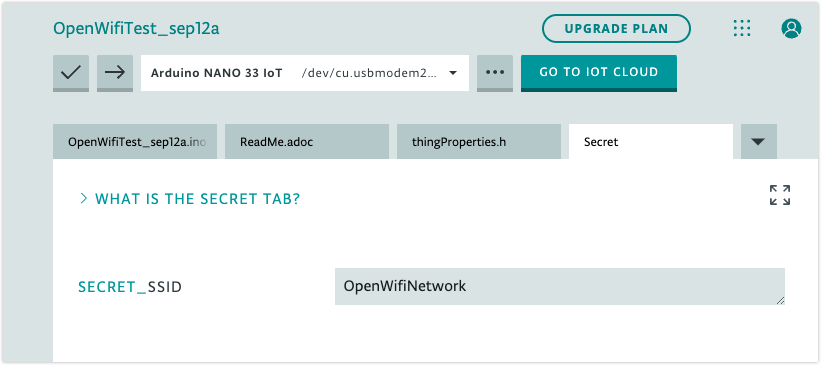 OpenWifiTest_sep12a
UPGRADE PLAN
Arduino NANO 33 IoT /dev/cu.usbmodem2...
GO TO IOT CLOUD
OpenWifiTest_sep12a.ino
ReadMe.adoc
thingProperties.h
Secret
WHAT IS THE SECRET TAB?
SECRET_SSID
OpenWifiNetwork